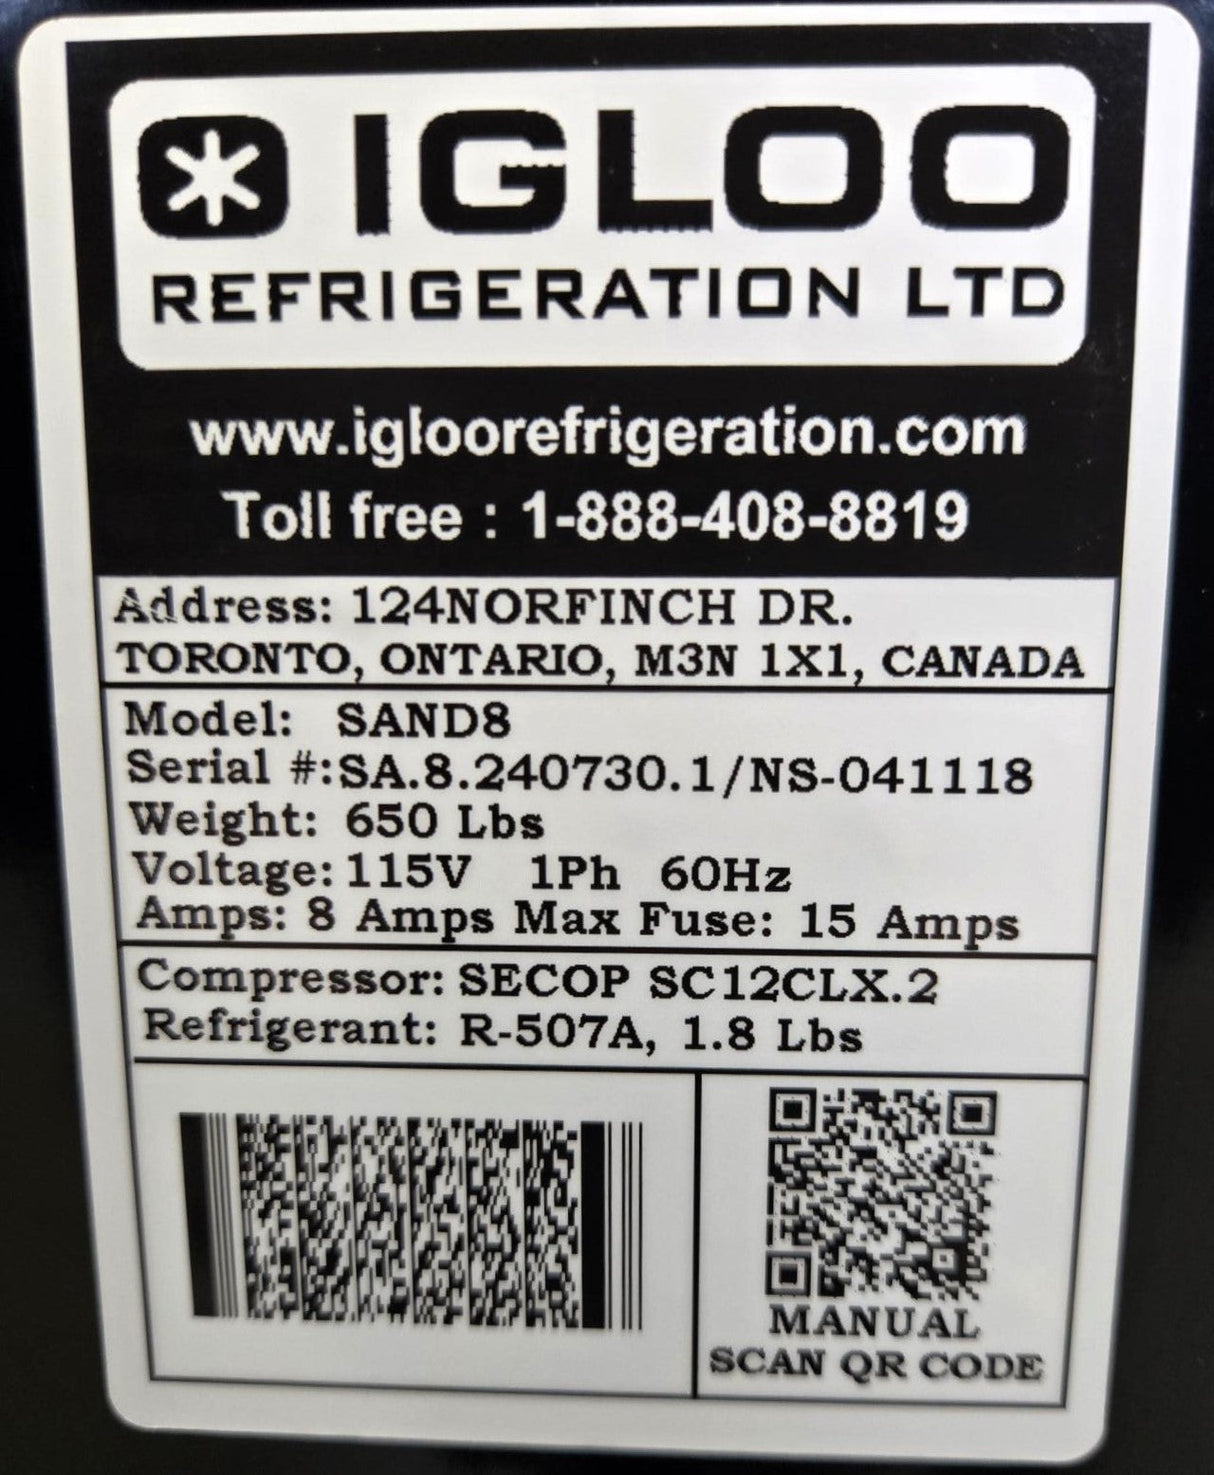 IGLOO
REFRIGERATION LTD
www.igloorefrigeration.com
Toll free : 1-888-408-8819
Address: 124NORFINCH DR.
TORONTO, ONTARIO, M3N 1X1, CANADA
Model: SAND8
Serial #:SA.8.240730.1/NS-041118
Weight: 650 Lbs
Voltage: 115V 1Ph 60Hz
Amps: 8 Amps Max Fuse: 15 Amps
Compressor: SECOP SC12CLX.2
Refrigerant: R-507A, 1.8 Lbs
MANUAL
SCAN QR CODE